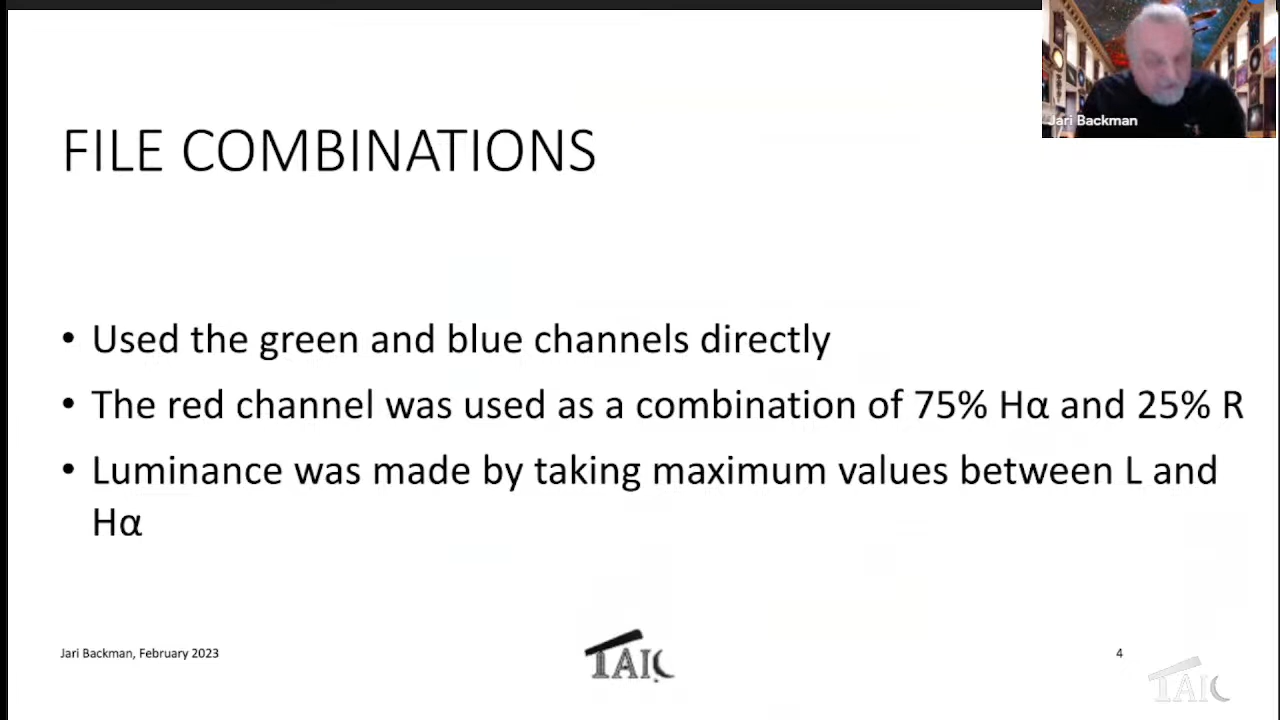 Jari Backman
FILE COMBINATIONS
• Used the green and blue channels directly
• The red channel was used as a combination of 75% Hα and 25% R
• Luminance was made by taking maximum values between L and
Hα
Jari Backman, February 2023
TAIC
4
TAIC